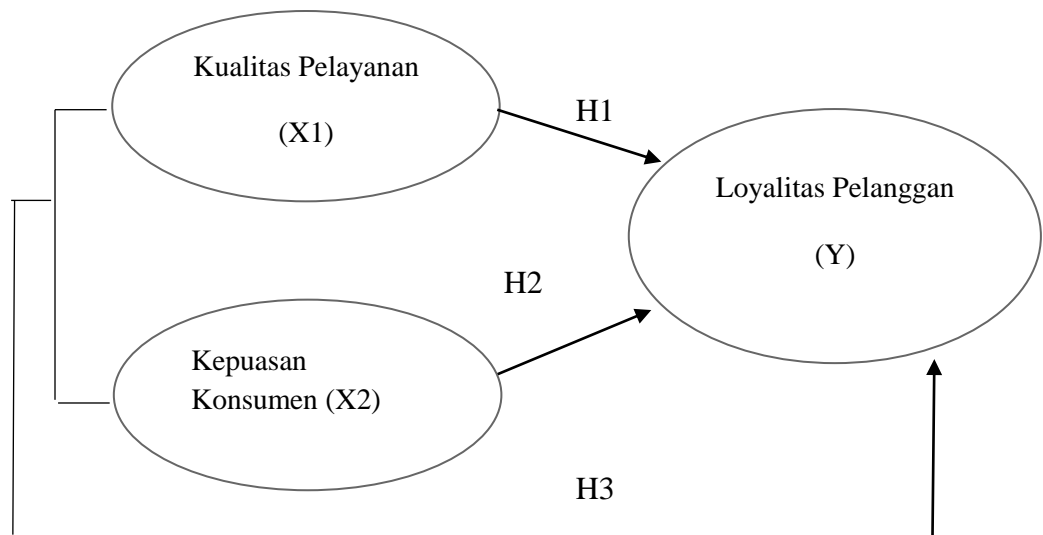 Kualitas Pelayanan
(X1)
H1
Loyalitas Pelanggan
(Y)
H2
Kepuasan
Konsumen (X2)
H3